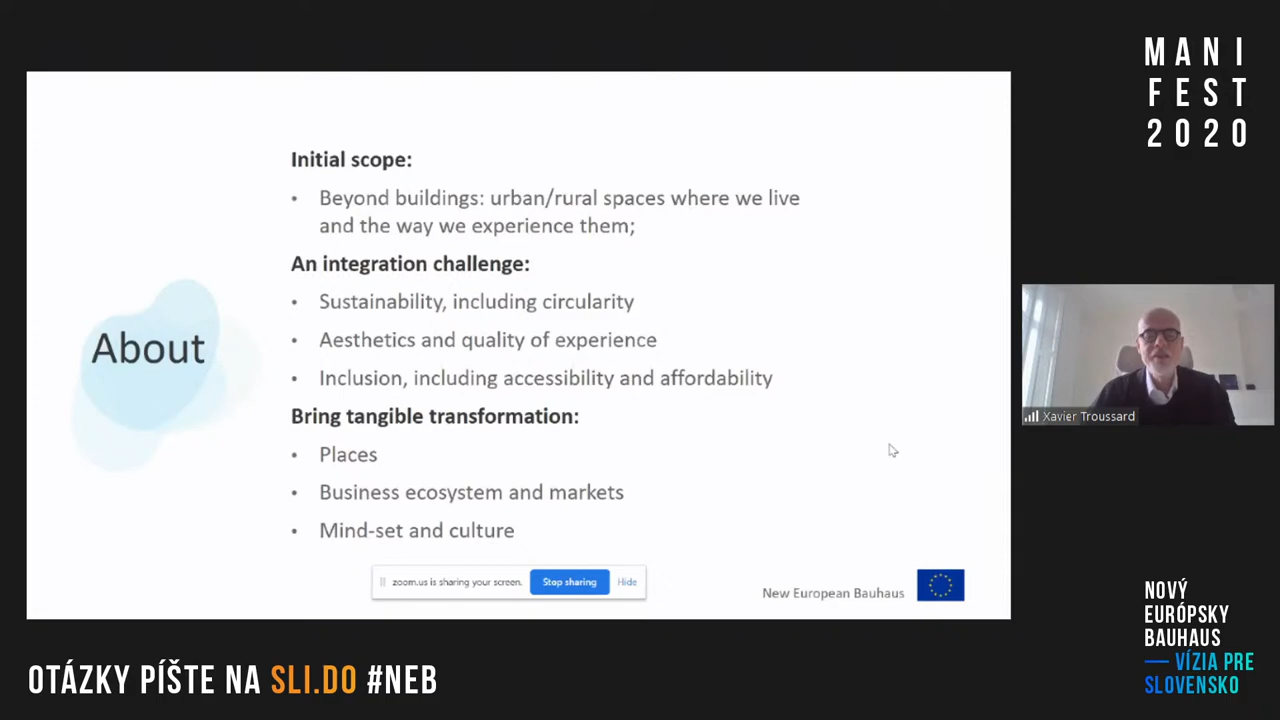 MANI
FEST
2020
Initial scope:
• Beyond buildings: urban/rural spaces where we live
and the way we experience them;
An integration challenge:
• Sustainability, including circularity
• Aesthetics and quality of experience
• Inclusion, including accessibility and affordability
Bring tangible transformation:
• Places
• Business ecosystem and markets
• Mind-set and culture
About
zoom.us is sharing your screen. Stop sharing Hide
New European Bauhaus
Xavier Troussard
NOVÝ
EURÓPSKY
BAUHAUS
— VÍZIA PRE
SLOVENSKO
OTÁZKY PÍŠTE NA SLI.DO #NEB